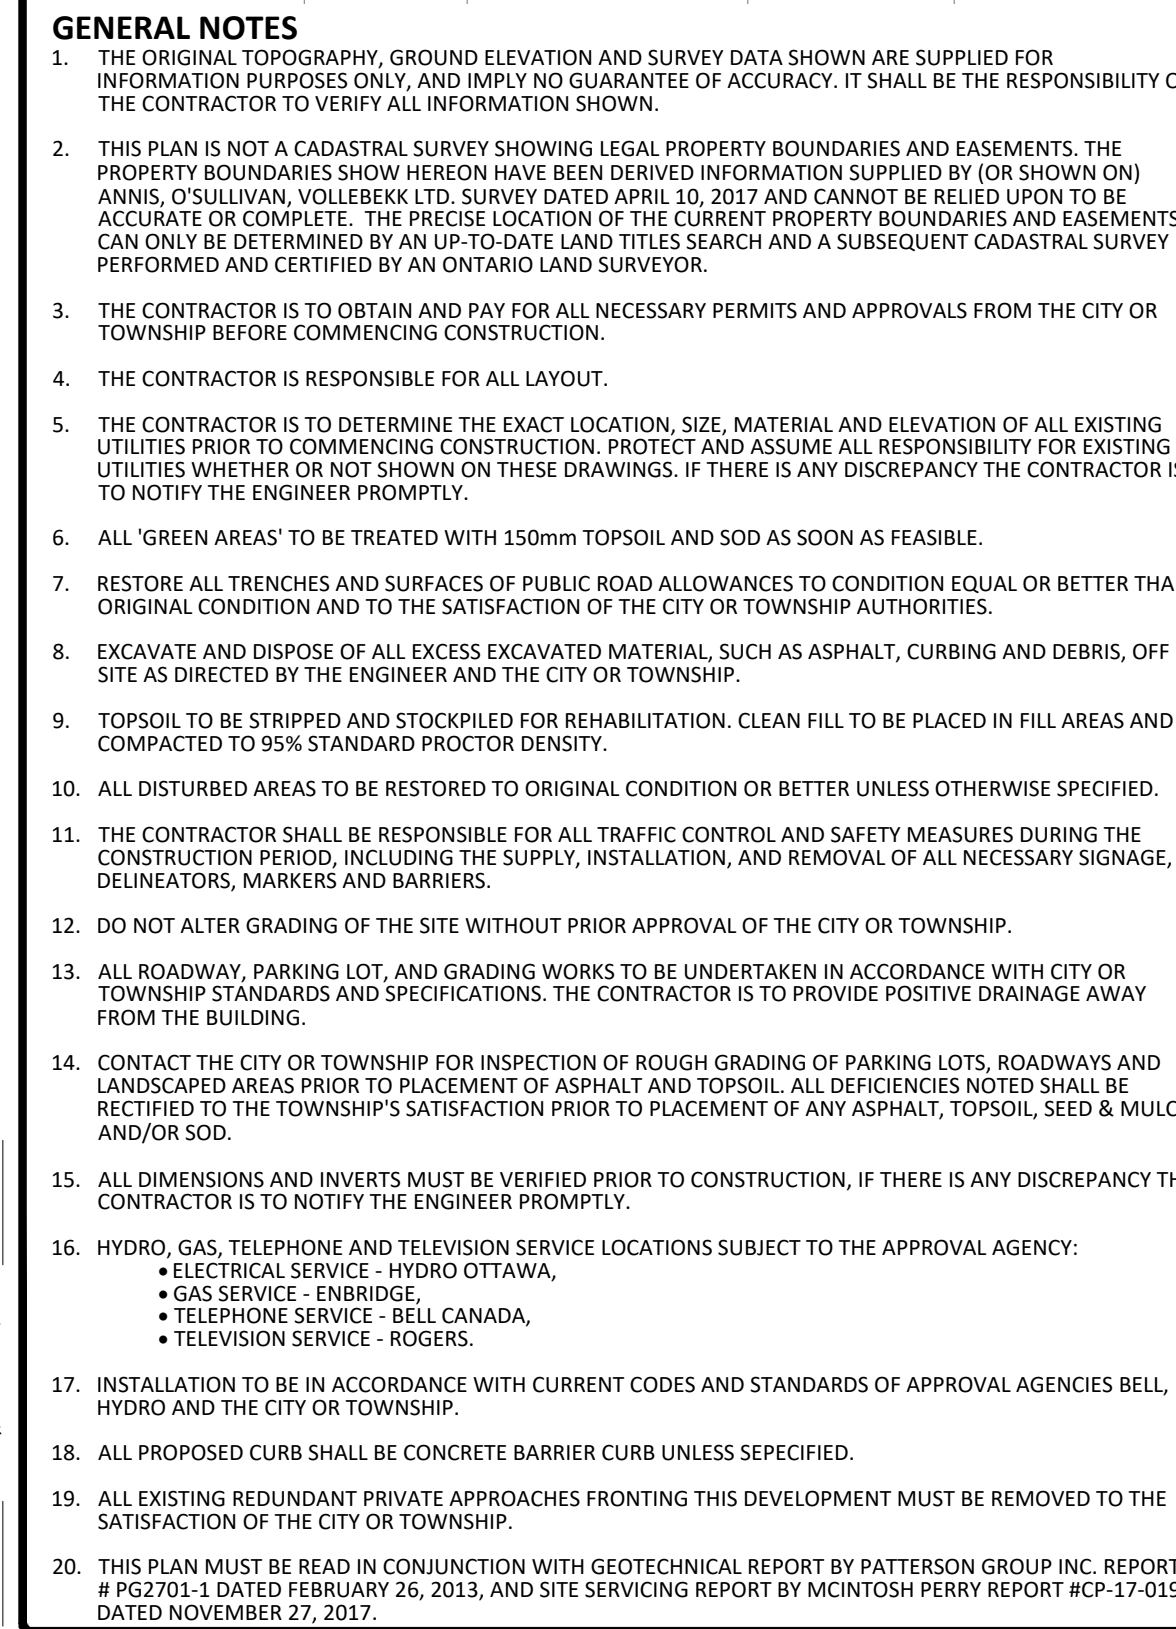 GENERAL NOTES
1. THE ORIGINAL TOPOGRAPHY, GROUND ELEVATION AND SURVEY DATA SHOWN ARE SUPPLIED FOR
INFORMATION PURPOSES ONLY, AND IMPLY NO GUARANTEE OF ACCURACY. IT SHALL BE THE RESPONSIBILITY
THE CONTRACTOR TO VERIFY ALL INFORMATION SHOWN.
2. THIS PLAN IS NOT A CADASTRAL SURVEY SHOWING LEGAL PROPERTY BOUNDARIES AND EASEMENTS. THE
PROPERTY BOUNDARIES SHOW HEREON HAVE BEEN DERIVED INFORMATION SUPPLIED BY (OR SHOWN ON)
ANNIS, O'SULLIVAN, VOLLEBEKK LTD. SURVEY DATED APRIL 10, 2017 AND CANNOT BE RELIED UPON TO BE
ACCURATE OR COMPLETE. THE PRECISE LOCATION OF THE CURRENT PROPERTY BOUNDARIES AND EASEMENTS
CAN ONLY BE DETERMINED BY AN UP-TO-DATE LAND TITLES SEARCH AND A SUBSEQUENT CADASTRAL SURVEY
PERFORMED AND CERTIFIED BY AN ONTARIO LAND SURVEYOR.
3. THE CONTRACTOR IS TO OBTAIN AND PAY FOR ALL NECESSARY PERMITS AND APPROVALS FROM THE CITY OR
TOWNSHIP BEFORE COMMENCING CONSTRUCTION.
4. THE CONTRACTOR IS RESPONSIBLE FOR ALL LAYOUT.
5. THE CONTRACTOR IS TO DETERMINE THE EXACT LOCATION, SIZE, MATERIAL AND ELEVATION OF ALL EXISTING
UTILITIES PRIOR TO COMMENCING CONSTRUCTION. PROTECT AND ASSUME ALL RESPONSIBILITY FOR EXISTING
UTILITIES WHETHER OR NOT SHOWN ON THESE DRAWINGS. IF THERE IS ANY DISCREPANCY THE CONTRACTOR IS
TO NOTIFY THE ENGINEER PROMPTLY.
6. ALL 'GREEN AREAS' TO BE TREATED WITH 150mm TOPSOIL AND SOD AS SOON AS FEASIBLE.
7. RESTORE ALL TRENCHES AND SURFACES OF PUBLIC ROAD ALLOWANCES TO CONDITION EQUAL OR BETTER THA
ORIGINAL CONDITION AND TO THE SATISFACTION OF THE CITY OR TOWNSHIP AUTHORITIES.
8. EXCAVATE AND DISPOSE OF ALL EXCESS EXCAVATED MATERIAL, SUCH AS ASPHALT, CURBING AND DEBRIS, OFF
SITE AS DIRECTED BY THE ENGINEER AND THE CITY OR TOWNSHIP.
9. TOPSOIL TO BE STRIPPED AND STOCKPILED FOR REHABILITATION. CLEAN FILL TO BE PLACED IN FILL AREAS AND
COMPACTED TO 95% STANDARD PROCTOR DENSITY.
10. ALL DISTURBED AREAS TO BE RESTORED TO ORIGINAL CONDITION OR BETTER UNLESS OTHERWISE SPECIFIED.
11. THE CONTRACTOR SHALL BE RESPONSIBLE FOR ALL TRAFFIC CONTROL AND SAFETY MEASURES DURING THE
CONSTRUCTION PERIOD, INCLUDING THE SUPPLY, INSTALLATION, AND REMOVAL OF ALL NECESSARY SIGNAGE,
DELINEATORS, MARKERS AND BARRIERS.
12. DO NOT ALTER GRADING OF THE SITE WITHOUT PRIOR APPROVAL OF THE CITY OR TOWNSHIP.
13. ALL ROADWAY, PARKING LOT, AND GRADING WORKS TO BE UNDERTAKEN IN ACCORDANCE WITH CITY OR
TOWNSHIP STANDARDS AND SPECIFICATIONS. THE CONTRACTOR IS TO PROVIDE POSITIVE DRAINAGE AWAY
FROM THE BUILDING.
14. CONTACT THE CITY OR TOWNSHIP FOR INSPECTION OF ROUGH GRADING OF PARKING LOTS, ROADWAYS AND
LANDSCAPED AREAS PRIOR TO PLACEMENT OF ASPHALT AND TOPSOIL. ALL DEFICIENCIES NOTED SHALL BE
RECTIFIED TO THE TOWNSHIP'S SATISFACTION PRIOR TO PLACEMENT OF ANY ASPHALT, TOPSOIL, SEED & MULC
AND/OR SOD.
15. ALL DIMENSIONS AND INVERTS MUST BE VERIFIED PRIOR TO CONSTRUCTION, IF THERE IS ANY DISCREPANCY TH
CONTRACTOR IS TO NOTIFY THE ENGINEER PROMPTLY.
16. HYDRO, GAS, TELEPHONE AND TELEVISION SERVICE LOCATIONS SUBJECT TO THE APPROVAL AGENCY:
• ELECTRICAL SERVICE - HYDRO OTTAWA,
• GAS SERVICE - ENBRIDGE,
• TELEPHONE SERVICE - BELL CANADA,
• TELEVISION SERVICE - ROGERS.
17. INSTALLATION TO BE IN ACCORDANCE WITH CURRENT CODES AND STANDARDS OF APPROVAL AGENCIES BELL,
HYDRO AND THE CITY OR TOWNSHIP.
18. ALL PROPOSED CURB SHALL BE CONCRETE BARRIER CURB UNLESS SEPECIFIED.
19. ALL EXISTING REDUNDANT PRIVATE APPROACHES FRONTING THIS DEVELOPMENT MUST BE REMOVED TO THE
SATISFACTION OF THE CITY OR TOWNSHIP.
20. THIS PLAN MUST BE READ IN CONJUNCTION WITH GEOTECHNICAL REPORT BY PATTERSON GROUP INC. REPORT
# PG2701-1 DATED FEBRUARY 26, 2013, AND SITE SERVICING REPORT BY MCINTOSH PERRY REPORT #CP-17-019
DATED NOVEMBER 27, 2017.